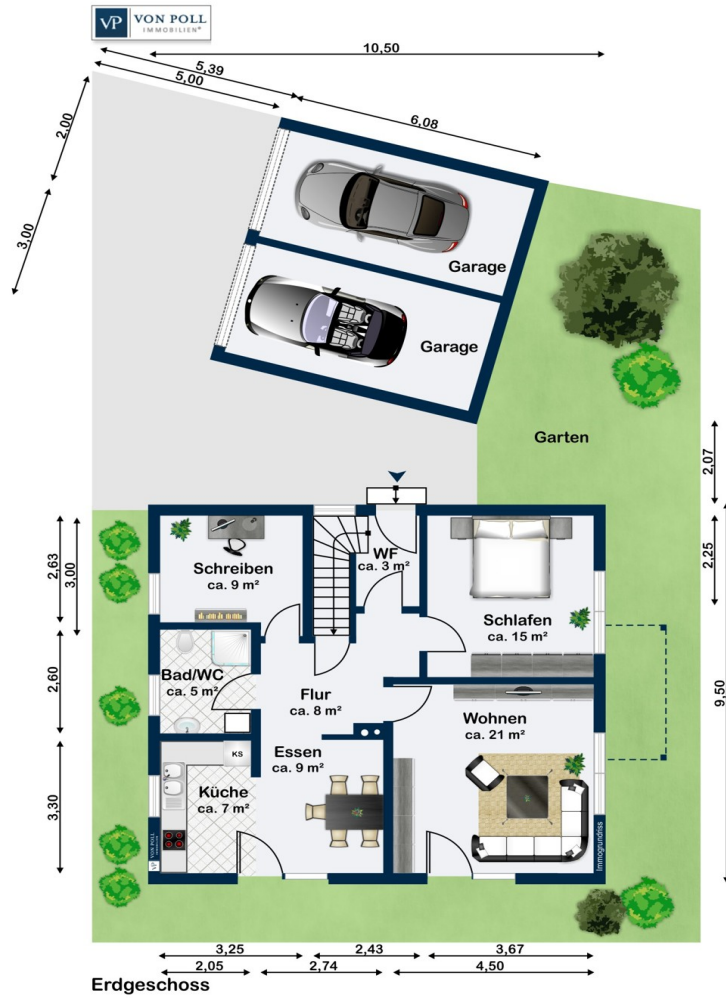 VP VON POLL
IMMOBILIEN®
10,50
5,39
5,00
6,08
2,00
3,00
Garage
Garage
Garten
2,07
WF
ca. 3 m²
Schreiben
ca. 9 m²
Schlafen
ca. 15 m²
2,63
3,00
2,25
Bad/WC
ca. 5 m²
Flur
ca. 8 m²
Wohnen
ca. 21 m²
2,60
9,50
KS
Essen
ca. 9 m²
Küche
ca. 7 m²
3,30
VP VON POLL
IMMOBILIEN
Immogrundriss
3,25
2,43
3,67
2,05
2,74
4,50
Erdgeschoss